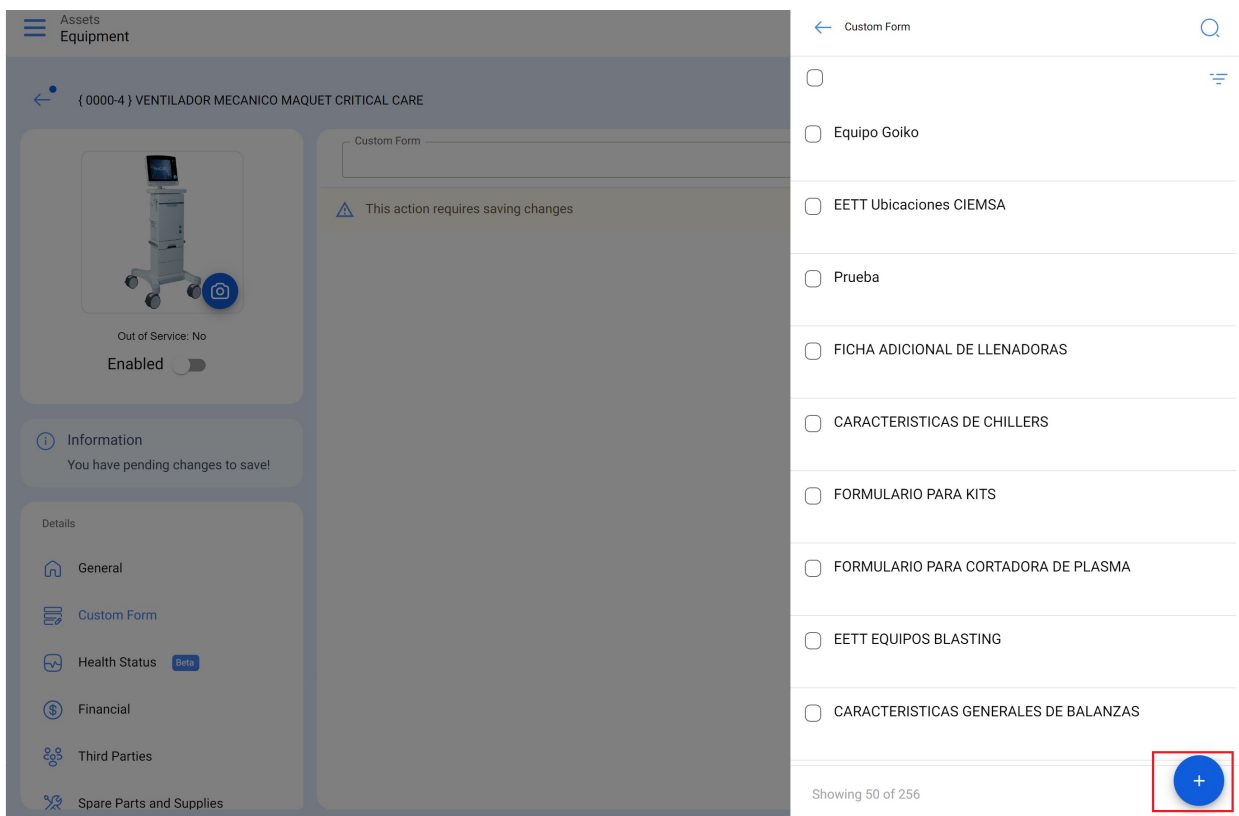 Assets
Equipment
{ 0000-4 } VENTILADOR MECANICO MAQUET CRITICAL CARE
Out of Service: No
Enabled
Information
You have pending changes to save!
Details
General
Custom Form
Health Status Beta
Financial
Third Parties
Spare Parts and Supplies
Custom Form
This action requires saving changes
Custom Form
Equipo Goiko
EETT Ubicaciones CIEMSA
Prueba
FICHA ADICIONAL DE LLENADORAS
CARACTERISTICAS DE CHILLERS
FORMULARIO PARA KITS
FORMULARIO PARA CORTADORA DE PLASMA
EETT EQUIPOS BLASTING
CARACTERISTICAS GENERALES DE BALANZAS
Showing 50 of 256
+